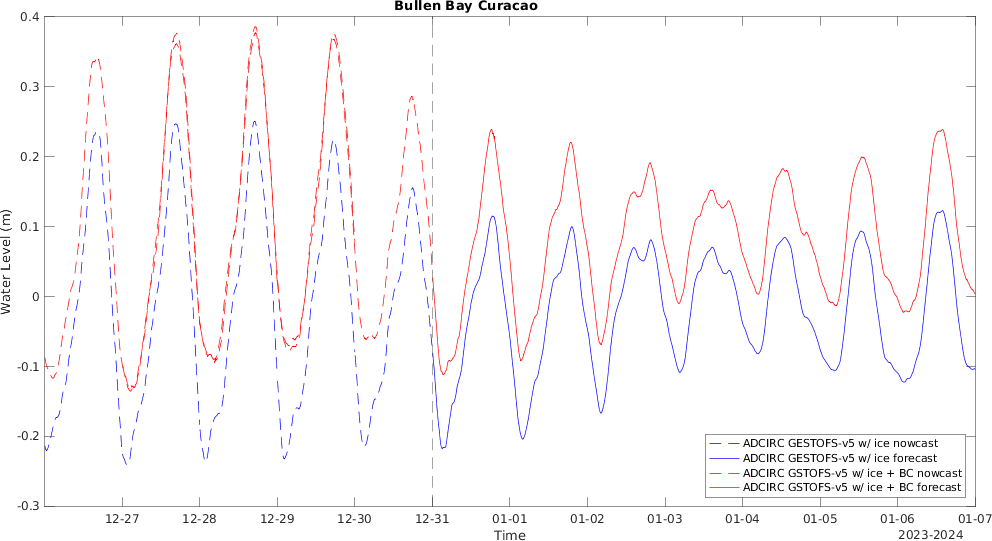 Bullen Bay Curacao
0.4
0.3
0.2
0.1
0
-0.1
-0.2
-0.3
Water Level (m)
12-27 12-28 12-29 12-30 12-31 01-01 01-02 01-03 01-04 01-05 01-06 01-07
Time
2023-2024
ADCIRC GESTOFS-v5 w/ ice nowcast
ADCIRC GESTOFS-v5 w/ ice forecast
ADCIRC GSTOFS-v5 w/ ice + BC nowcast
ADCIRC GSTOFS-v5 w/ ice + BC forecast